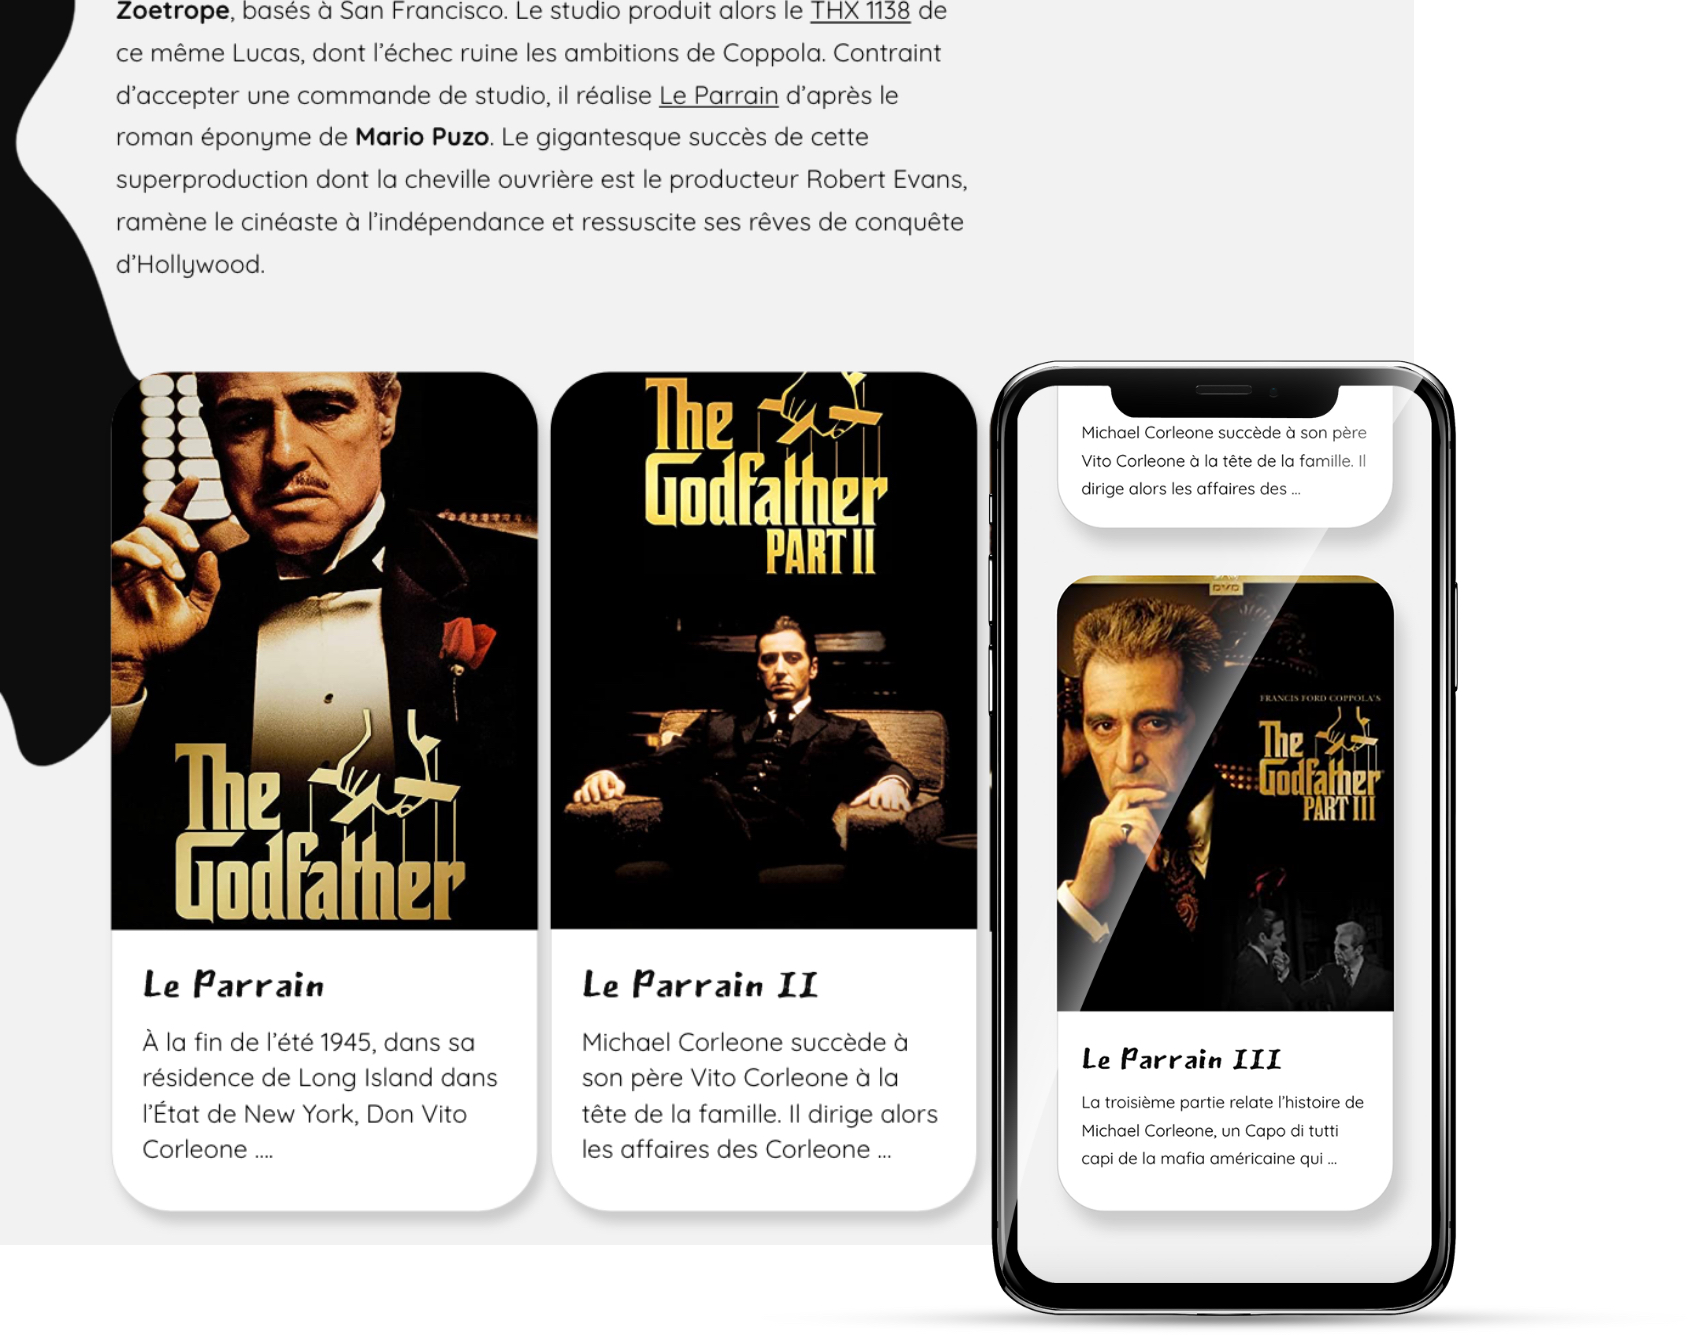 Zoetrope, basés à San Francisco. Le studio produit alors le THX 1138 de
ce même Lucas, dont l’échec ruine les ambitions de Coppola. Contraint
d’accepter une commande de studio, il réalise Le Parrain d’après le
roman éponyme de Mario Puzo. Le gigantesque succès de cette
superproduction dont la cheville ouvrière est le producteur Robert Evans,
ramène le cinéaste à l’indépendance et ressuscite ses rêves de conquête
d’Hollywood.
The
Godfather
Le Parrain
À la fin de l’été 1945, dans sa
résidence de Long Island dans
l’État de New York, Don Vito
Corleone ....
The
Godfather
PART II
Le Parrain II
Michael Corleone succède à
son père Vito Corleone à la
tête de la famille. Il dirige alors
les affaires des Corleone ...
Michael Corleone succède à son père
Vito Corleone à la tête de la famille. Il
dirige alors les affaires des ...
DVD
FRANCIS FORD COPPOLA'S
The
Godfather
PART III
Le Parrain III
La troisième partie relate l’histoire de
Michael Corleone, un Capo di tutti
capi de la mafia américaine qui ...